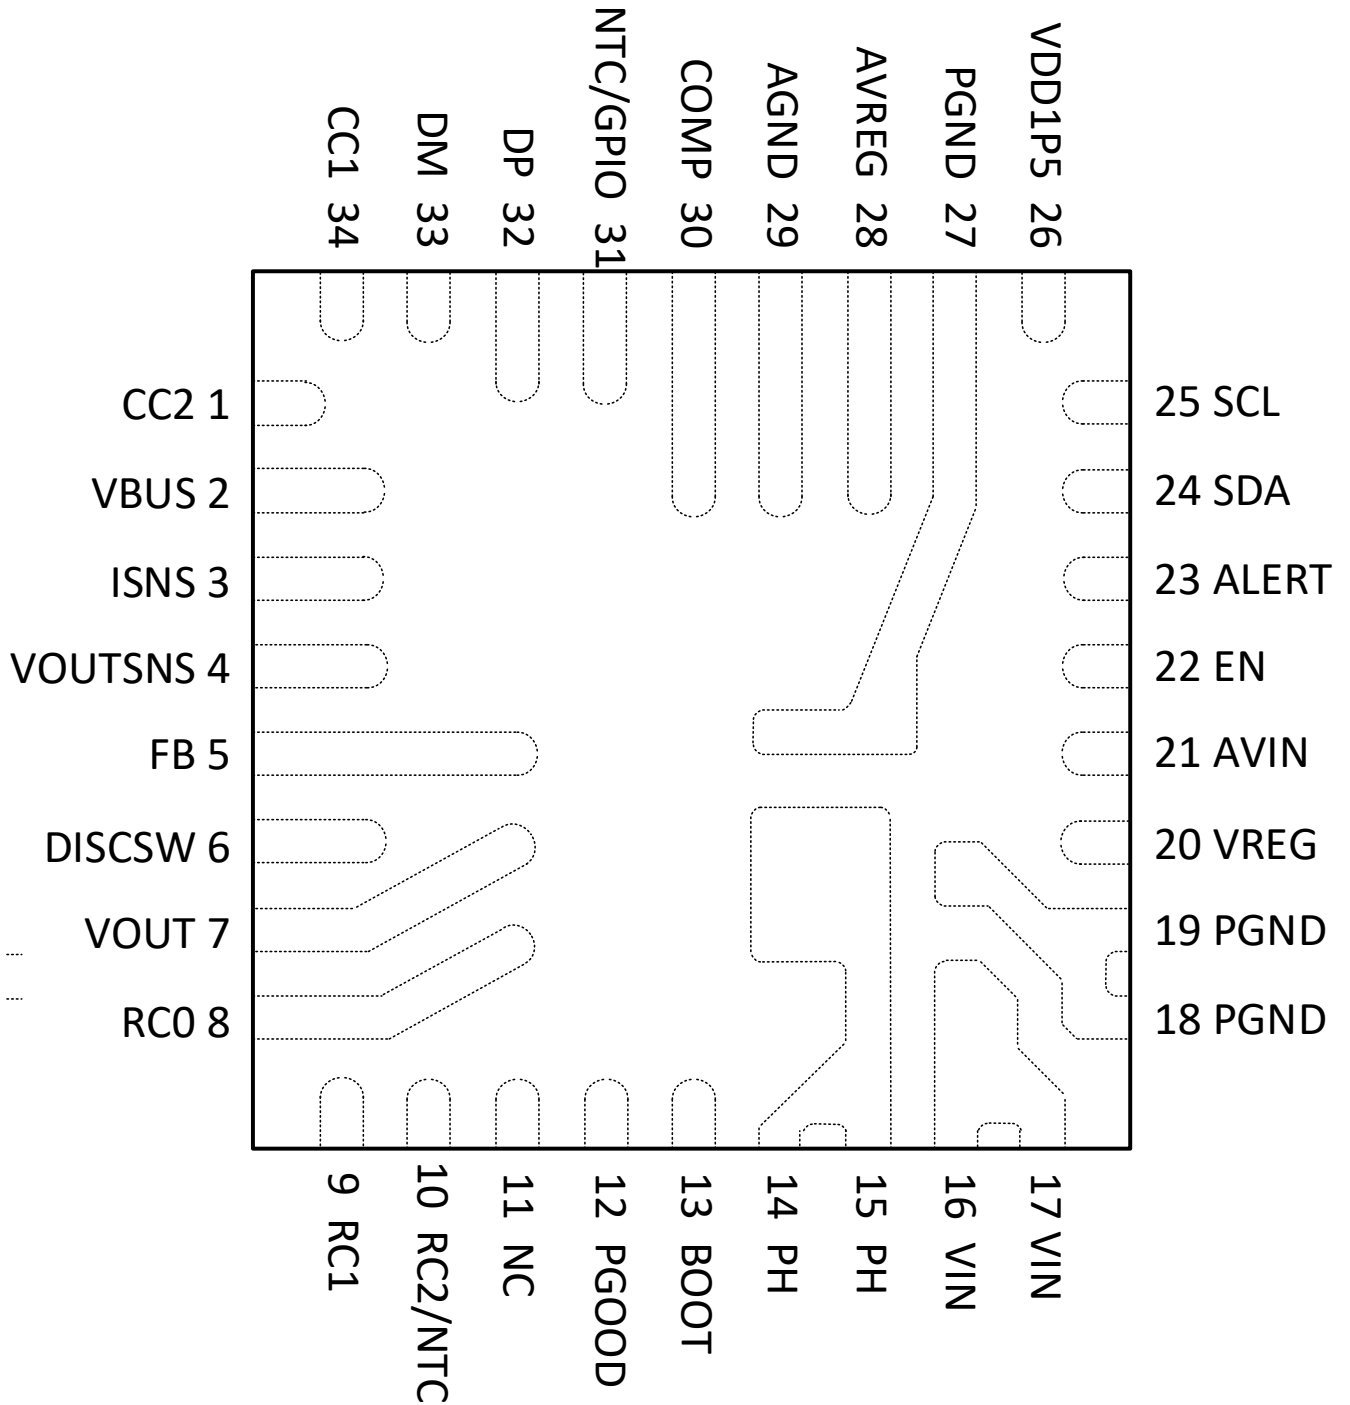 CC1 34
DM 33
DP 32
NTC/GPIO 31
COMP 30
AGND 29
AVREG 28
PGND 27
VDD1P5 26
CC2 1
VBUS 2
ISNS 3
VOUTSNS 4
FB 5
DISCSW 6
VOUT 7
RC0 8
25 SCL
24 SDA
23 ALERT
22 EN
21 AVIN
20 VREG
19 PGND
18 PGND
9 RC1
10 RC2/NTC
11 NC
12 PGOOD
13 BOOT
14 PH
15 PH
16 VIN
17 VIN